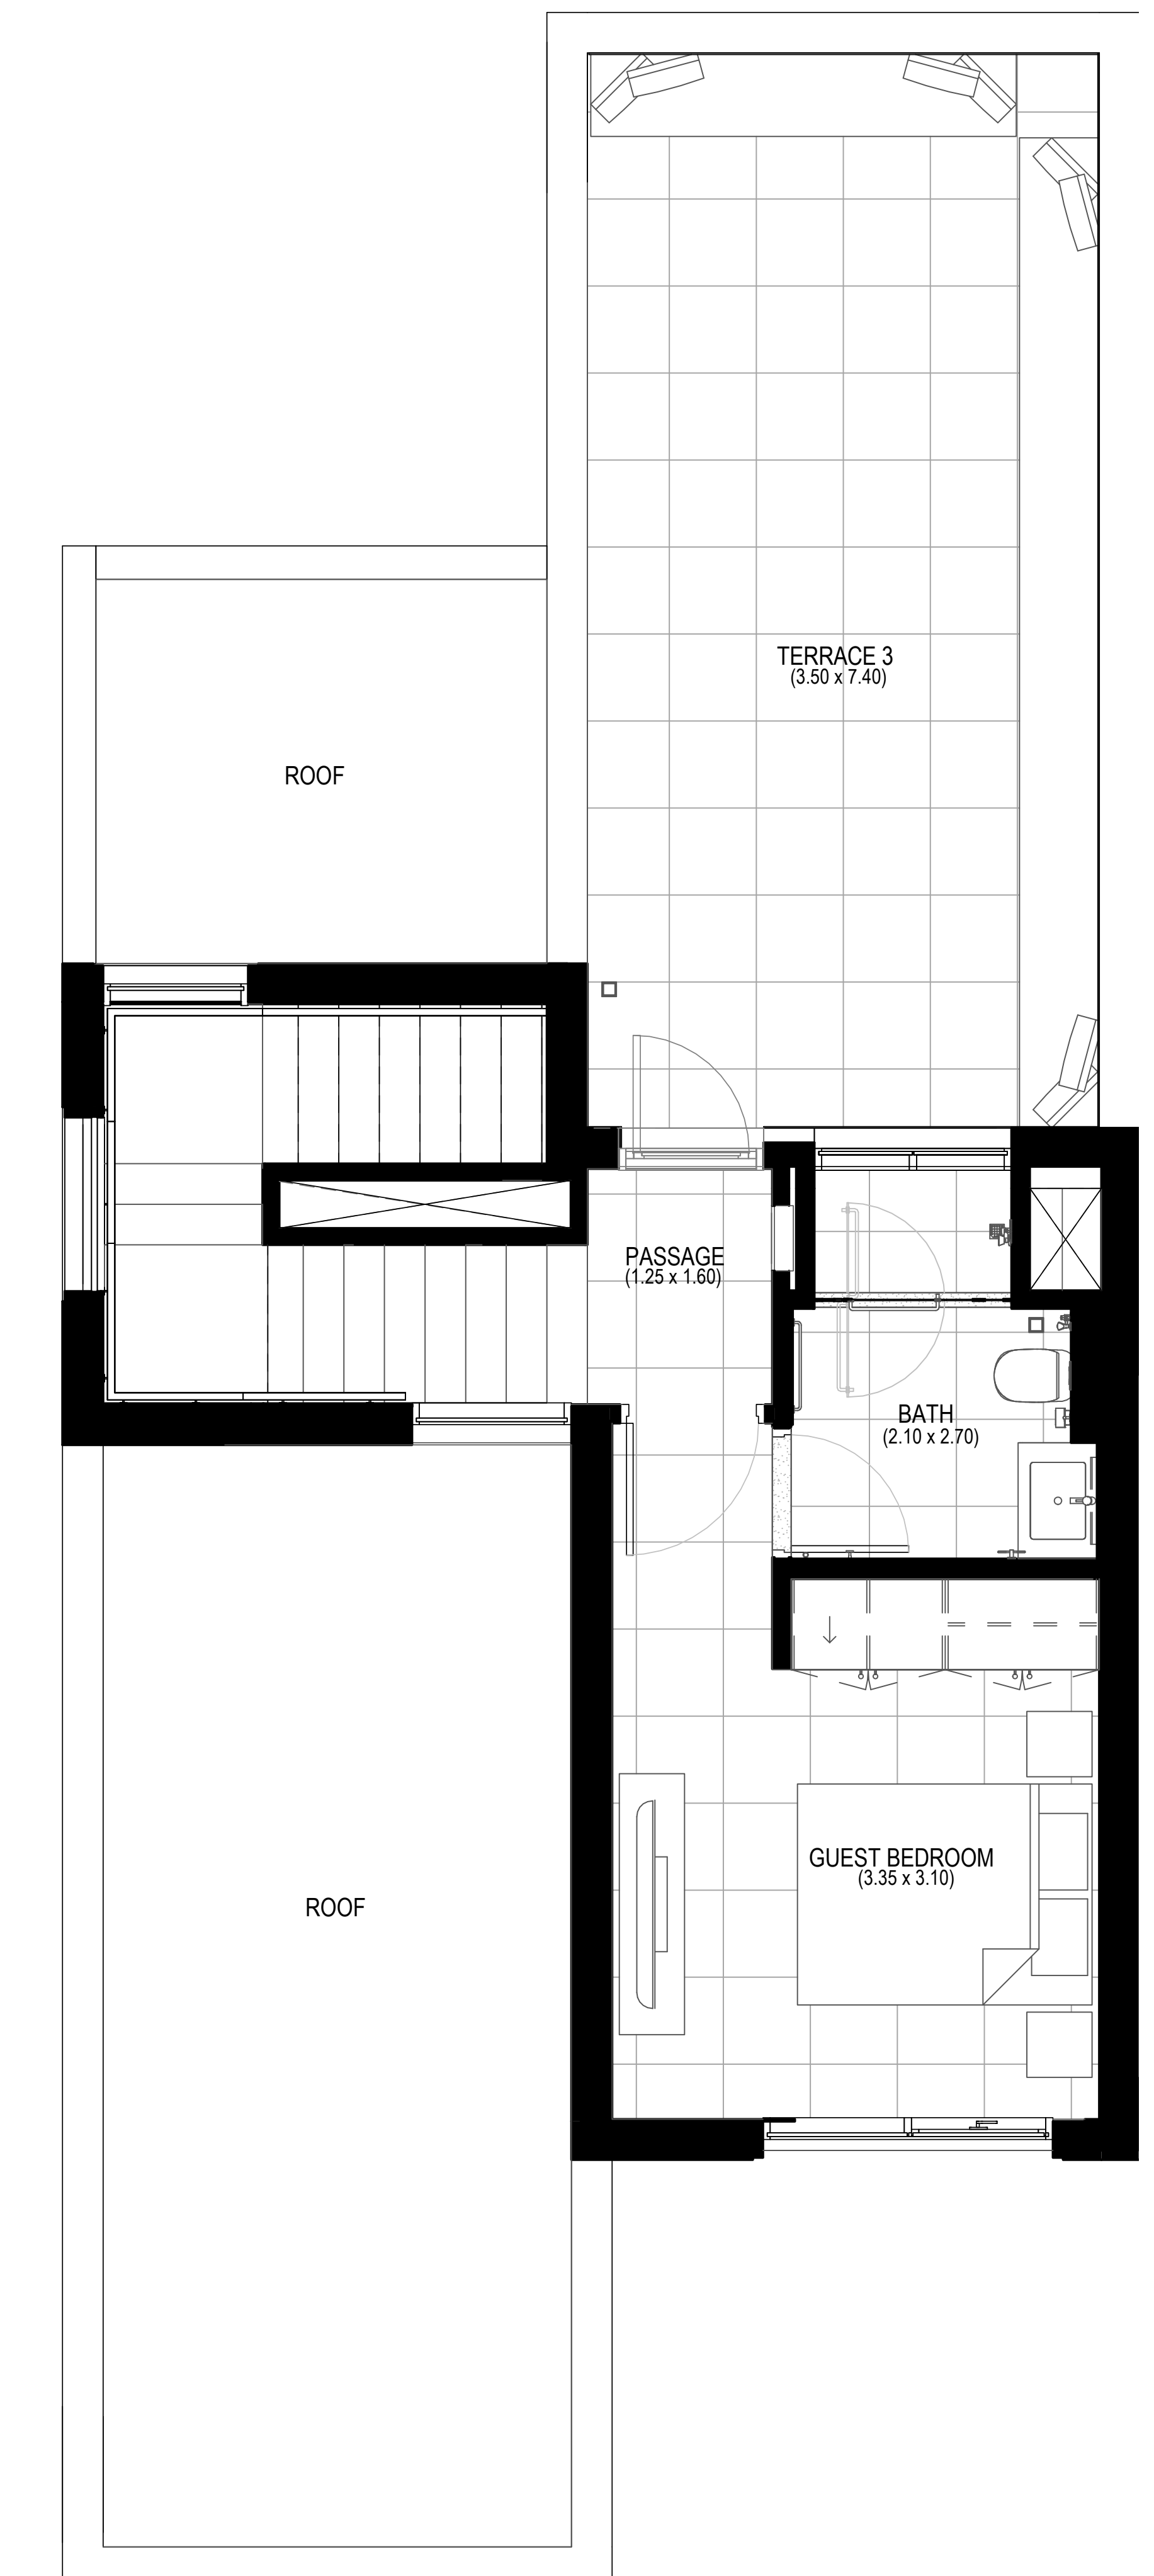 TERRACE 3
(3.50 x 7.40)
ROOF
PASSAGE
(1.25 x 1.60)
BATH
(2.10 x 2.70)
GUEST BEDROOM
(3.35 x 3.10)
ROOF